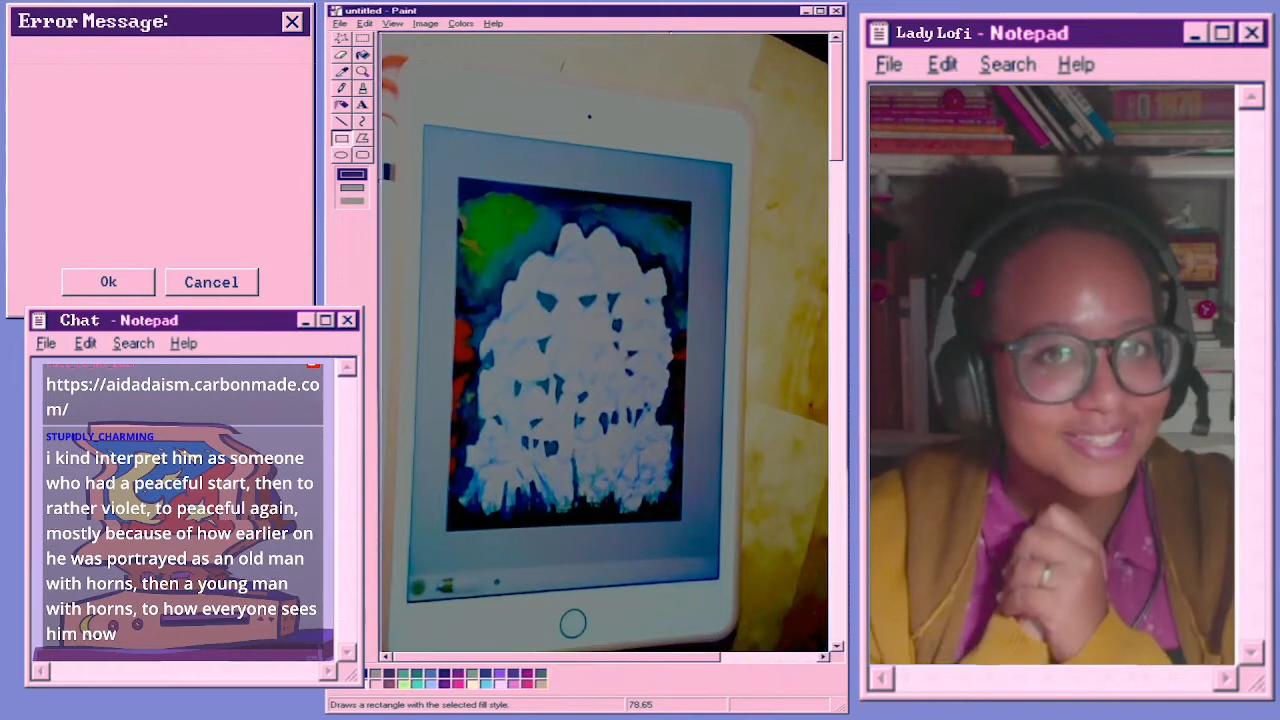 Error Message:
Ok
Cancel
untitled - Paint
File Edit View Image Colors Help
A
Draws a rectangle with the selected fill style.
78.65
Chat - Notepad
File Edit Search Help
https://aidadaism.carbonmade.co
m/
STUPIDLY_CHARMING
i kind interpret him as someone
who had a peaceful start, then to
rather violet, to peaceful again,
mostly because of how earlier on
he was portrayed as an old man
with horns, then a young man
with horns, to how everyone sees
him now
Lady Lofi - Notepad
File Edit Search Help